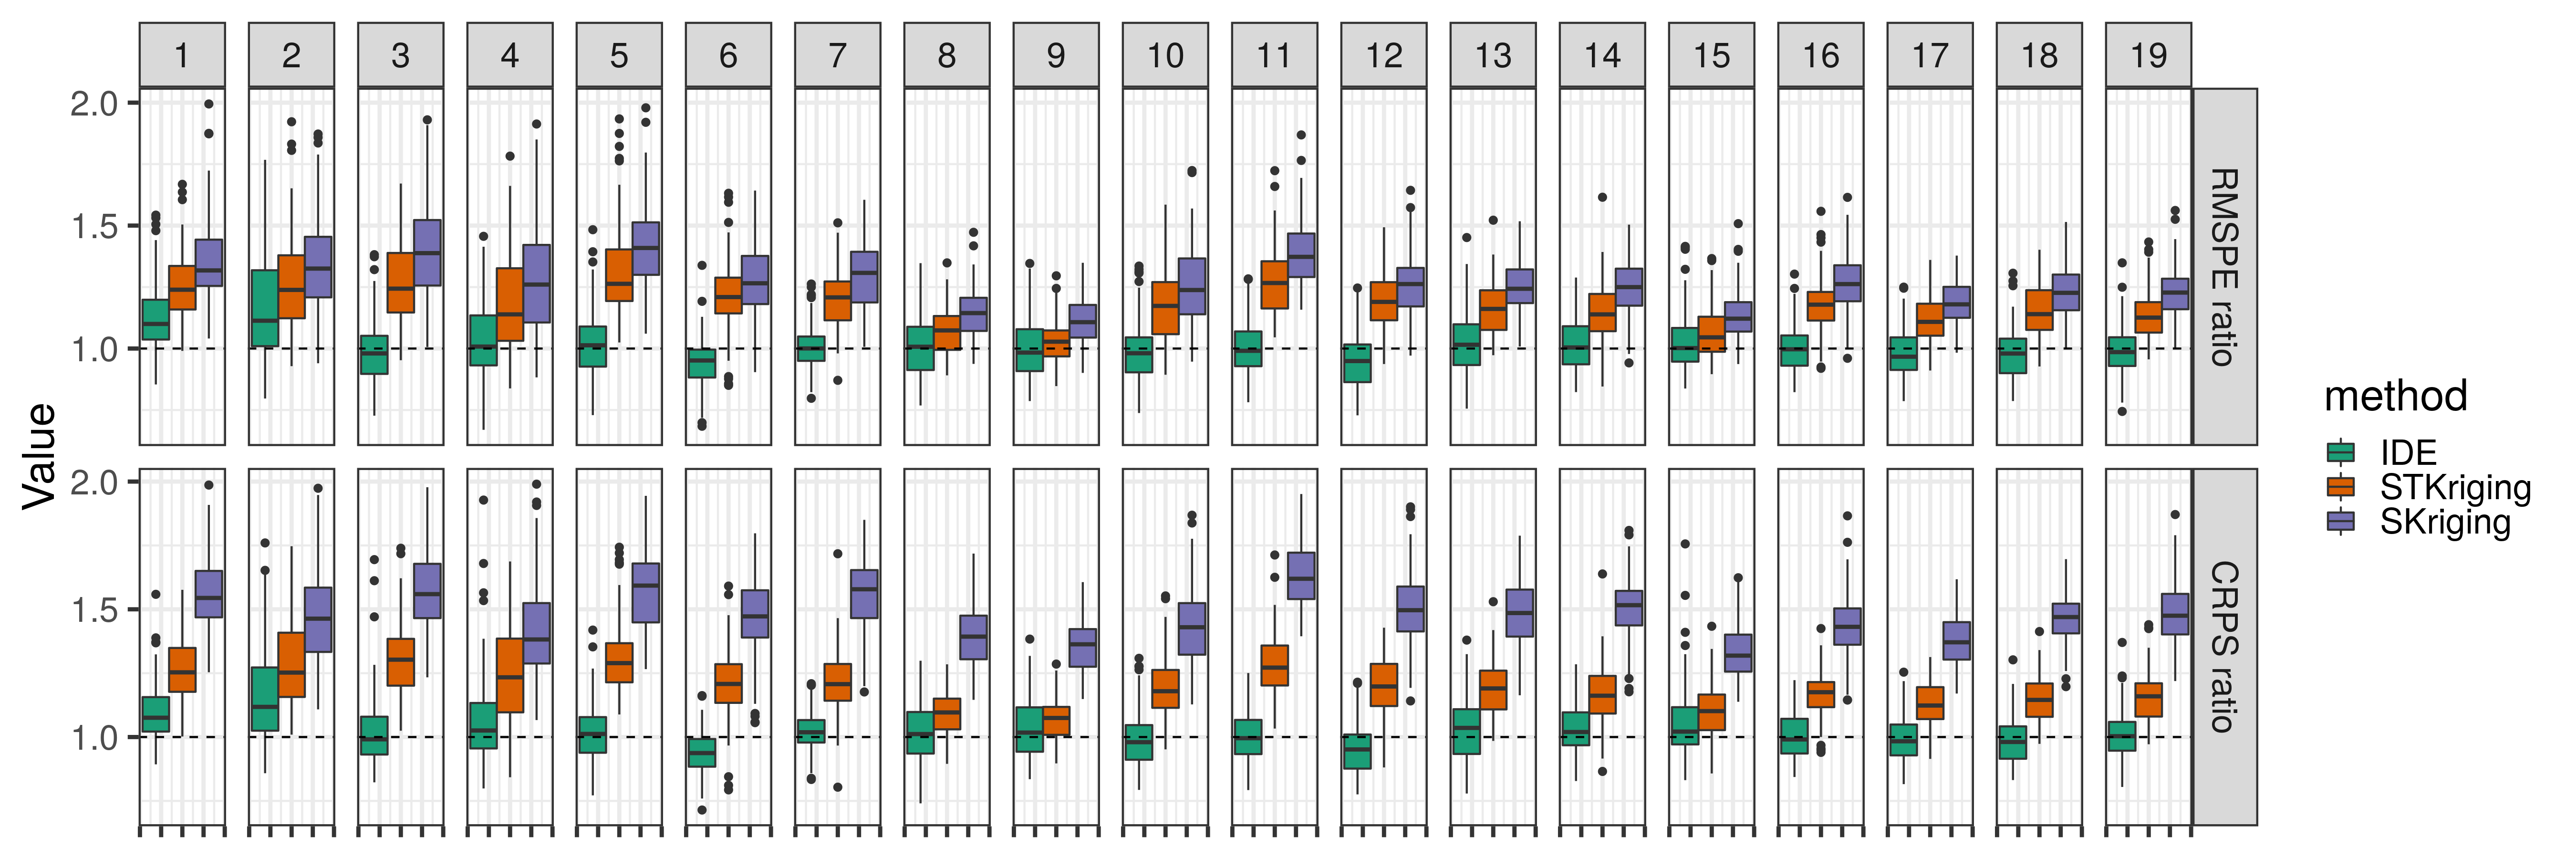 1 2 3 4 5 6 7 8 9 10 11 12 13 14 15 16 17 18 19
2.0
1.5
1.0
RMSPE ratio
Value
2.0
1.5
1.0
CRPS ratio
method
IDE
STKriging
SKriging